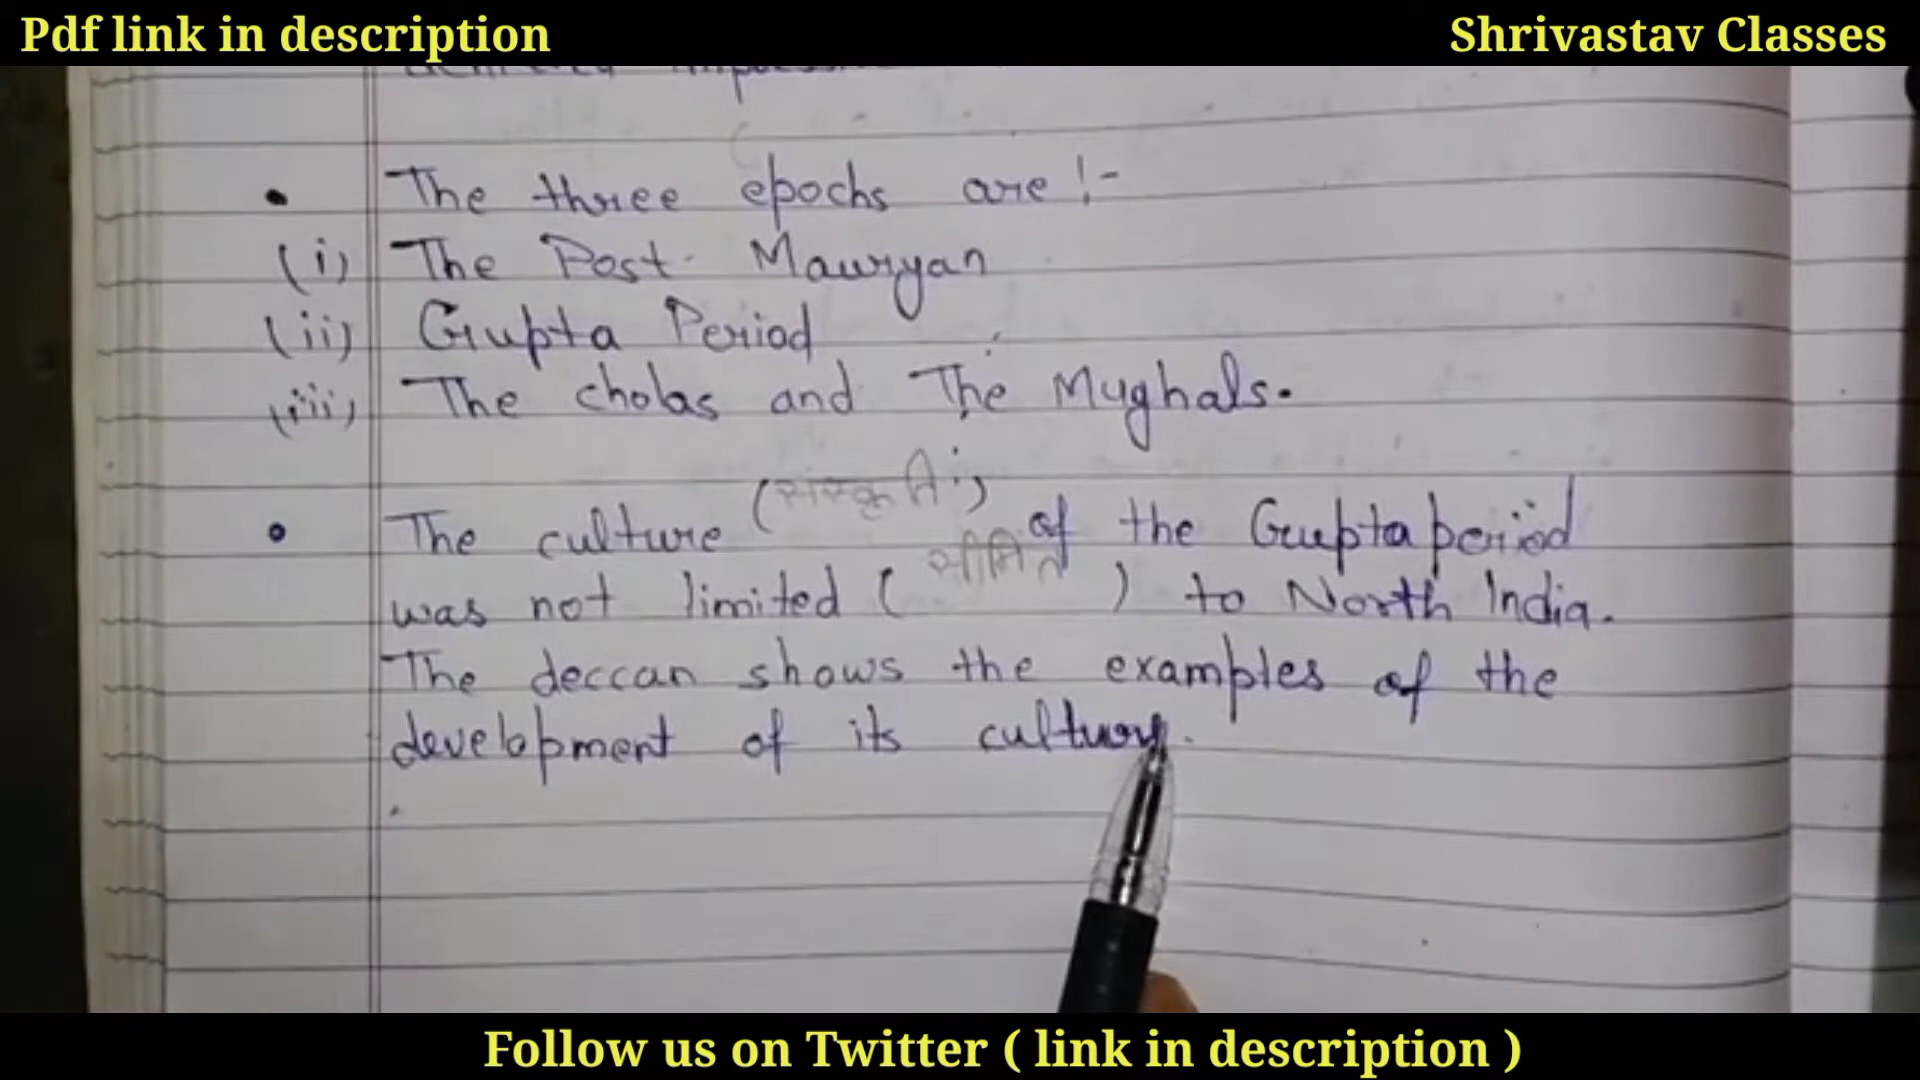 Pdf link in description
Shrivastav Classes
• The three epochs are :-
(i) The Post- Mauryan
(ii) Gupta Period
(iii) The cholas and The Mughals.
• The culture (संस्कृति) of the Gupta period
was not limited ( सीमित ) to North India.
The deccan shows the examples of the
development of its culture.
Follow us on Twitter ( link in description )